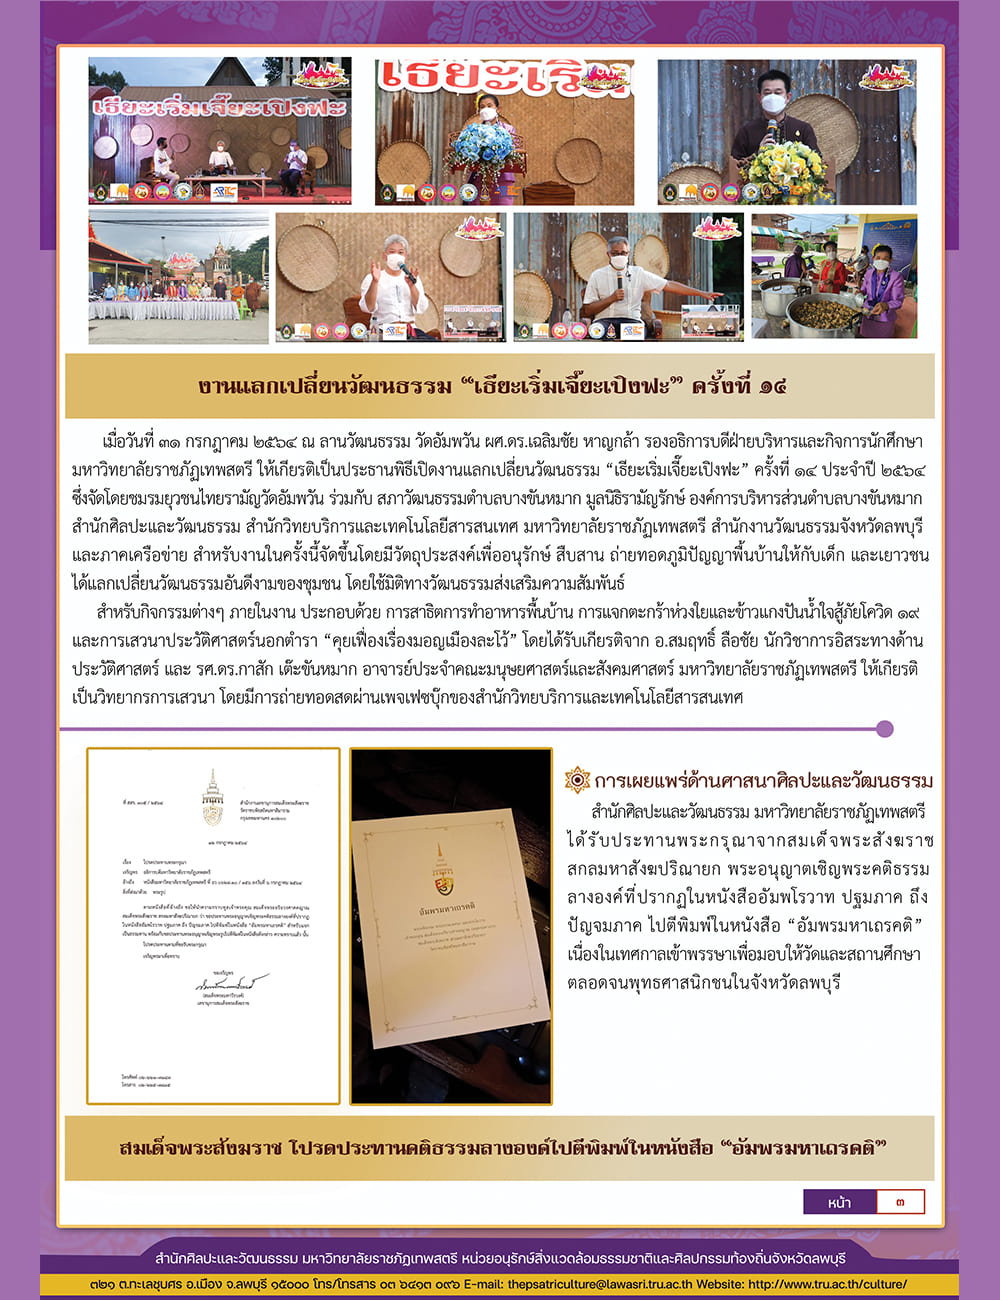 เธียะเริ่มเจี๊ยะเปิงฟะ
งานแลกเปลี่ยนวัฒนธรรม “เธียะเริ่มเจี๊ยะเปิงฟะ” ครั้งที่ ๑๔
เมื่อวันที่ ๓๑ กรกฎาคม ๒๕๖๔ ณ ลานวัฒนธรรม วัดอัมพวัน ผศ.ดร.เฉลิมชัย หาญกล้า รองอธิการบดีฝ่ายบริหารและกิจการนักศึกษา
มหาวิทยาลัยราชภัฏเทพสตรี ให้เกียรติเป็นประธานพิธีเปิดงานแลกเปลี่ยนวัฒนธรรม “เธียะเริ่มเจี๊ยะเปิงฟะ” ครั้งที่ ๑๔ ประจำปี ๒๕๖๔
ซึ่งจัดโดยชมรมยุวชนไทยรามัญวัดอัมพวัน ร่วมกับ สภาวัฒนธรรมตำบลบางขันหมาก มูลนิธิรามัญรักษ์ องค์การบริหารส่วนตำบลบางขันหมาก
สำนักศิลปะและวัฒนธรรม สำนักวิทยบริการและเทคโนโลยีสารสนเทศ มหาวิทยาลัยราชภัฏเทพสตรี สำนักงานวัฒนธรรมจังหวัดลพบุรี
และภาคเครือข่าย สำหรับงานในครั้งนี้จัดขึ้นโดยมีวัตถุประสงค์เพื่ออนุรักษ์ สืบสาน ถ่ายทอดภูมิปัญญาพื้นบ้านให้กับเด็ก และเยาวชน
ได้แลกเปลี่ยนวัฒนธรรมอันดีงามของชุมชน โดยใช้มิติทางวัฒนธรรมส่งเสริมความสัมพันธ์
สำหรับกิจกรรมต่างๆ ภายในงาน ประกอบด้วย การสาธิตการทำอาหารพื้นบ้าน การแจกตะกร้าห่วงใยและข้าวแกงปันน้ำใจสู้ภัยโควิด ๑๙
และการเสวนาประวัติศาสตร์นอกตำรา “คุยเฟื่องเรื่องมอญเมืองละโว้” โดยได้รับเกียรติจาก อ.สมฤทธิ์ ลือชัย นักวิชาการอิสระทางด้าน
ประวัติศาสตร์ และ รศ.ดร.ภาสัก เต๊ะขันหมาก อาจารย์ประจำคณะมนุษยศาสตร์และสังคมศาสตร์ มหาวิทยาลัยราชภัฏเทพสตรี ให้เกียรติ
เป็นวิทยากรการเสวนา โดยมีการถ่ายทอดสดผ่านเพจเฟซบุ๊กของสำนักวิทยบริการและเทคโนโลยีสารสนเทศ
อัมพรมหาเถรคติ
การเผยแพร่ด้านศาสนาศิลปะและวัฒนธรรม
สำนักศิลปะและวัฒนธรรม มหาวิทยาลัยราชภัฏเทพสตรี
ได้รับประทานพระกรุณาจากสมเด็จพระสังฆราช
สกลมหาสังฆปริณายก พระอนุญาตเชิญพระคติธรรม
ลางองค์ที่ปรากฏในหนังสืออัมพโรวาท ปฐมภาค ถึง
ปัญจมภาค ไปตีพิมพ์ในหนังสือ “อัมพรมหาเถรคติ”
เนื่องในเทศกาลเข้าพรรษาเพื่อมอบให้วัดและสถานศึกษา
ตลอดจนพุทธศาสนิกชนในจังหวัดลพบุรี
สมเด็จพระสังฆราช โปรดประทานคติธรรมลางองค์ไปตีพิมพ์ในหนังสือ “อัมพรมหาเถรคติ”
หน้า ๓
สำนักศิลปะและวัฒนธรรม มหาวิทยาลัยราชภัฏเทพสตรี หน่วยอนุรักษ์สิ่งแวดล้อมธรรมชาติและศิลปกรรมท้องถิ่นจังหวัดลพบุรี
๓๒๑ ต.ทะเลชุบศร อ.เมือง จ.ลพบุรี ๑๕๐๐๐ โทร/โทรสาร ๐๓ ๖๔๑๓ ๐๙๖ E-mail: thepsatriculture@lawasri.tru.ac.th Website: http://www.tru.ac.th/culture/